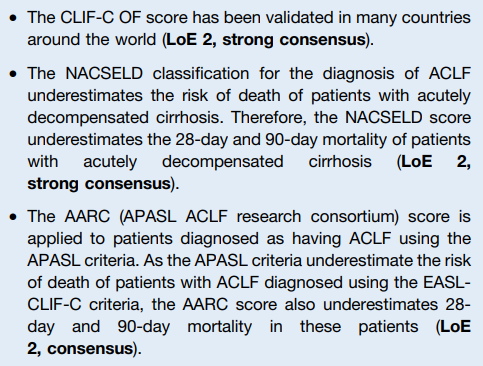 • The CLIF-C OF score has been validated in many countries
around the world (LoE 2, strong consensus).
• The NACSELD classification for the diagnosis of ACLF
underestimates the risk of death of patients with acutely
decompensated cirrhosis. Therefore, the NACSELD score
underestimates the 28-day and 90-day mortality of patients
with acutely decompensated cirrhosis (LoE 2,
strong consensus).
• The AARC (APASL ACLF research consortium) score is
applied to patients diagnosed as having ACLF using the
APASL criteria. As the APASL criteria underestimate the risk
of death of patients with ACLF diagnosed using the EASL-
CLIF-C criteria, the AARC score also underestimates 28-
day and 90-day mortality in these patients (LoE
2, consensus).